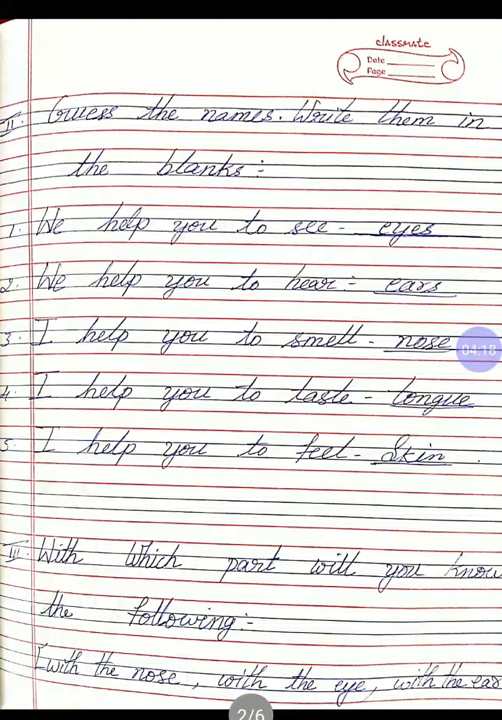 classmate
Date
Page
II. Guess the names. Write them in
the blanks:-
1. We help you to see - eyes
2. We help you to hear:- ears
3. I help you to smell - nose
04:18
4. I help you to taste - tongue
5. I help you to feel - Skin.
III. With Which part will you know
the following:-
I with the nose, with the eye, with the ear
2/6